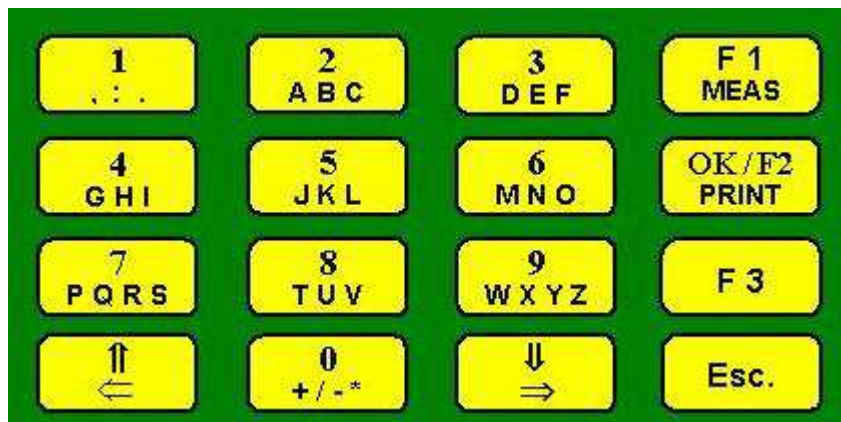 1 2 3 F 1
. : . A B C D E F MEAS
4 5 6 OK/F2
G H I J K L M N O PRINT
7 8 9 F 3
P Q R S T U V W X Y Z
⇑ 0 ⇓ Esc.
⇐ + / - * ⇒